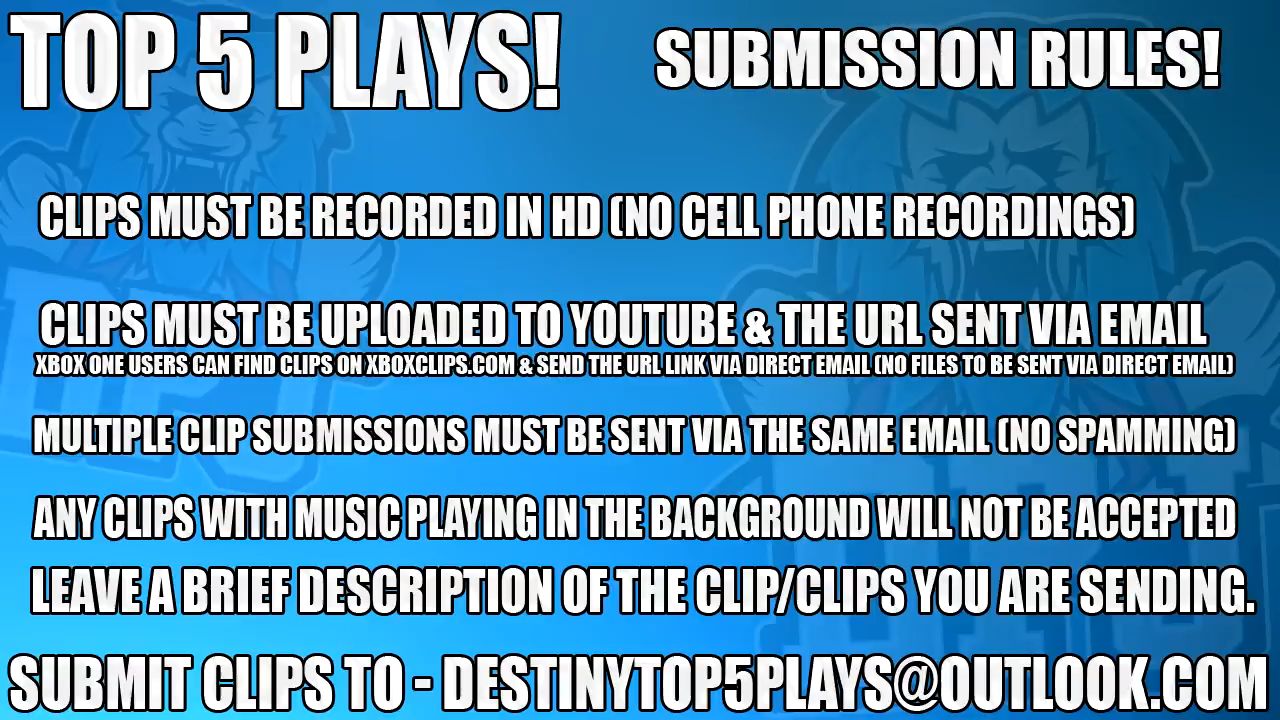 TOP 5 PLAYS!
SUBMISSION RULES!
CLIPS MUST BE RECORDED IN HD (NO CELL PHONE RECORDINGS)
CLIPS MUST BE UPLOADED TO YOUTUBE & THE URL SENT VIA EMAIL
XBOX ONE USERS CAN FIND CLIPS ON XBOXCLIPS.COM & SEND THE URL LINK VIA DIRECT EMAIL (NO FILES TO BE SENT VIA DIRECT EMAIL)
MULTIPLE CLIP SUBMISSIONS MUST BE SENT VIA THE SAME EMAIL (NO SPAMMING)
ANY CLIPS WITH MUSIC PLAYING IN THE BACKGROUND WILL NOT BE ACCEPTED
LEAVE A BRIEF DESCRIPTION OF THE CLIP/CLIPS YOU ARE SENDING.
SUBMIT CLIPS TO - DESTINYTOP5PLAYS@OUTLOOK.COM